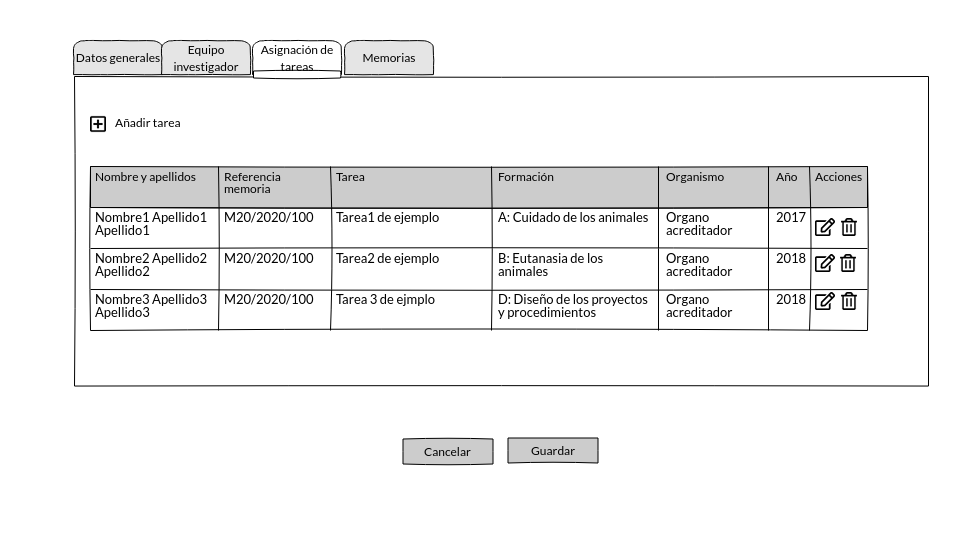 Datos generales
Equipo
investigador
Asignación de
tareas
Memorias
Añadir tarea
Nombre y apellidos
Referencia
memoria
Tarea
Formación
Organismo
Año
Acciones
Nombre1 Apellido1
Apellido1
M20/2020/100
Tarea1 de ejemplo
A: Cuidado de los animales
Organo
acreditador
2017
Nombre2 Apellido2
Apellido2
M20/2020/100
Tarea2 de ejemplo
B: Eutanasia de los
animales
Organo
acreditador
2018
Nombre3 Apellido3
Apellido3
M20/2020/100
Tarea 3 de ejmplo
D: Diseño de los proyectos
y procedimientos
Organo
acreditador
2018
Cancelar
Guardar